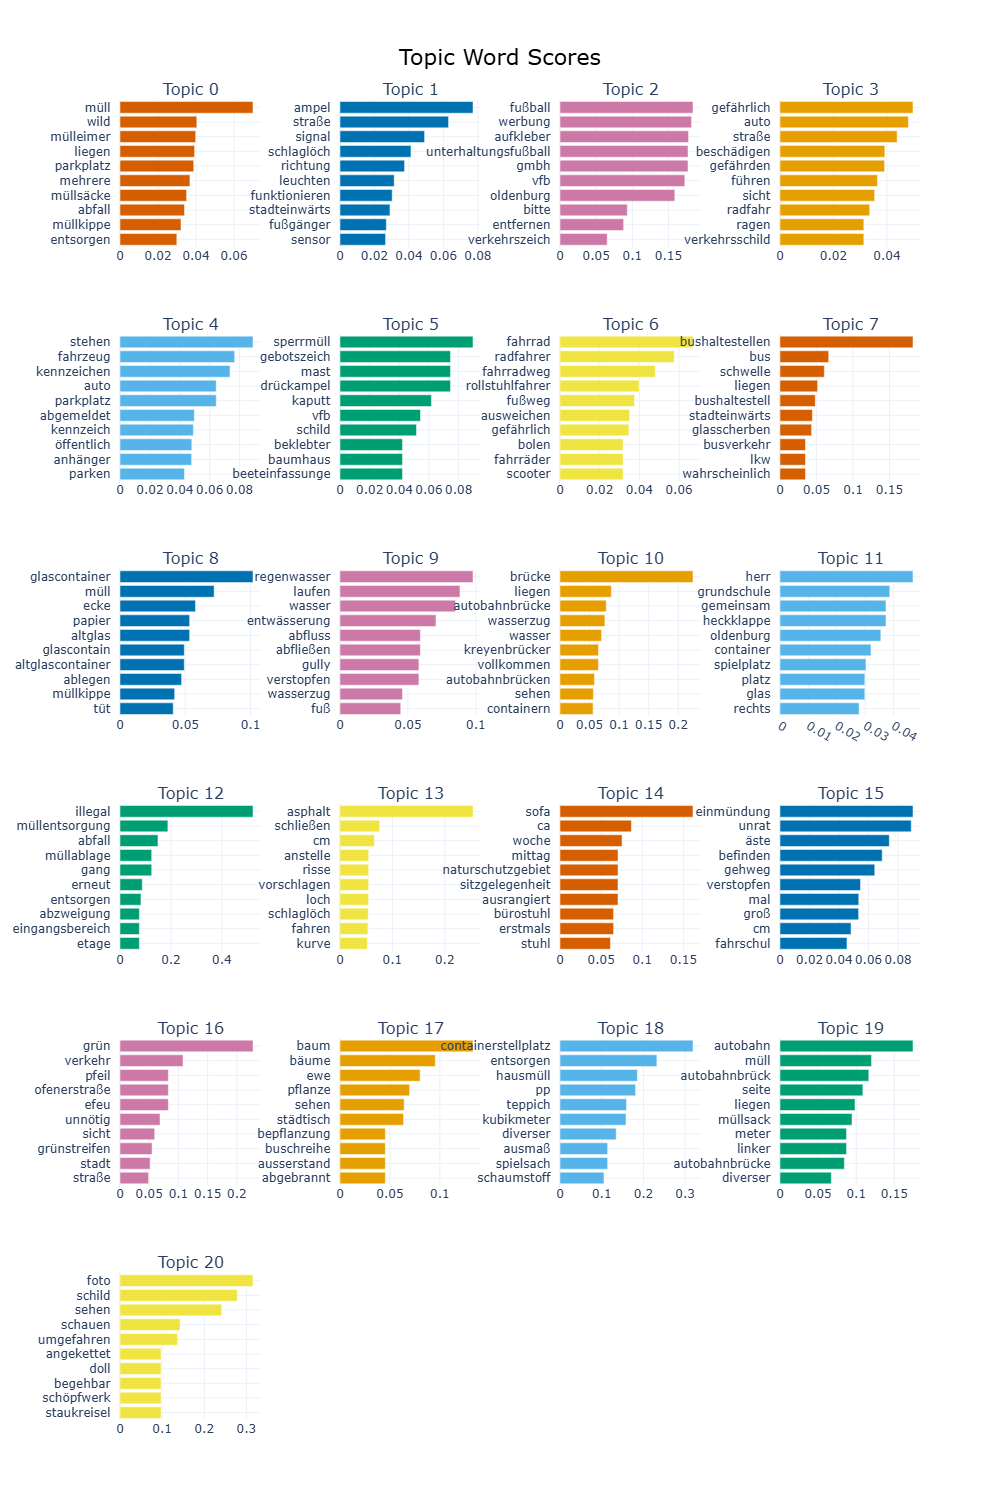 Topic Word Scores
Topic 0
müll
wild
mülleimer
liegen
parkplatz
mehrere
müllsäcke
abfall
müllkippe
entsorgen
0 0.02 0.04 0.06
Topic 1
ampel
straße
signal
schlaglöch
richtung
leuchten
funktionieren
stadteinwärts
fußgänger
sensor
0 0.02 0.04 0.06 0.08
Topic 2
fußball
werbung
aufkleber
unterhaltungsfußball
gmbh
vfb
oldenburg
bitte
entfernen
verkehrszeich
0 0.05 0.1 0.15
Topic 3
gefährlich
auto
straße
beschädigen
gefährden
führen
sicht
radfahr
ragen
verkehrsschild
0 0.02 0.04
Topic 4
stehen
fahrzeug
kennzeichen
auto
parkplatz
abgemeldet
kennzeich
öffentlich
anhänger
parken
0 0.02 0.04 0.06 0.08
Topic 5
sperrmüll
gebotszeich
mast
drückampel
kaputt
vfb
schild
beklebter
baumhaus
beeteinfassunge
0 0.02 0.04 0.06 0.08
Topic 6
fahrrad
radfahrer
fahrradweg
rollstuhlfahrer
fußweg
ausweichen
gefährlich
bolen
fahrräder
scooter
0 0.02 0.04 0.06
Topic 7
bushaltestellen
bus
schwelle
liegen
bushaltestell
stadteinwärts
glasscherben
busverkehr
lkw
wahrscheinlich
0 0.05 0.1 0.15
Topic 8
glascontainer
müll
ecke
papier
altglas
glascontain
altglascontainer
ablegen
müllkippe
tüt
0 0.05 0.1
Topic 9
regenwasser
laufen
wasser
entwässerung
abfluss
abfließen
gully
verstopfen
wasserzug
fuß
0 0.05 0.1
Topic 10
brücke
liegen
autobahnbrücke
wasserzug
wasser
kreyenbrücker
vollkommen
autobahnbrücken
sehen
containern
0 0.05 0.1 0.15 0.2
Topic 11
herr
grundschule
gemeinsam
heckklappe
oldenburg
container
spielplatz
platz
glas
rechts
0 0.01 0.02 0.03 0.04
Topic 12
illegal
müllentsorgung
abfall
müllablage
gang
erneut
entsorgen
abzweigung
eingangsbereich
etage
0 0.2 0.4
Topic 13
asphalt
schließen
cm
anstelle
risse
vorschlagen
loch
schlaglöch
fahren
kurve
0 0.1 0.2
Topic 14
sofa
ca
woche
mittag
naturschutzgebiet
sitzgelegenheit
ausrangiert
bürostuhl
erstmals
stuhl
0 0.05 0.1 0.15
Topic 15
einmündung
unrat
äste
befinden
gehweg
verstopfen
mal
groß
cm
fahrschul
0 0.02 0.04 0.06 0.08
Topic 16
grün
verkehr
pfeil
ofenerstraße
efeu
unnötig
sicht
grünstreifen
stadt
straße
0 0.05 0.1 0.15 0.2
Topic 17
baum
bäume
ewe
pflanze
sehen
städtisch
bepflanzung
buschreihe
ausserstand
abgebrannt
0 0.05 0.1
Topic 18
containerstellplatz
entsorgen
hausmüll
pp
teppich
kubikmeter
diverser
ausmaß
spielsach
schaumstoff
0 0.1 0.2 0.3
Topic 19
autobahn
müll
autobahnbrück
seite
liegen
müllsack
meter
linker
autobahnbrücke
diverser
0 0.05 0.1 0.15
Topic 20
foto
schild
sehen
schauen
umgefahren
angekettet
doll
begehbar
schöpfwerk
staukreisel
0 0.1 0.2 0.3